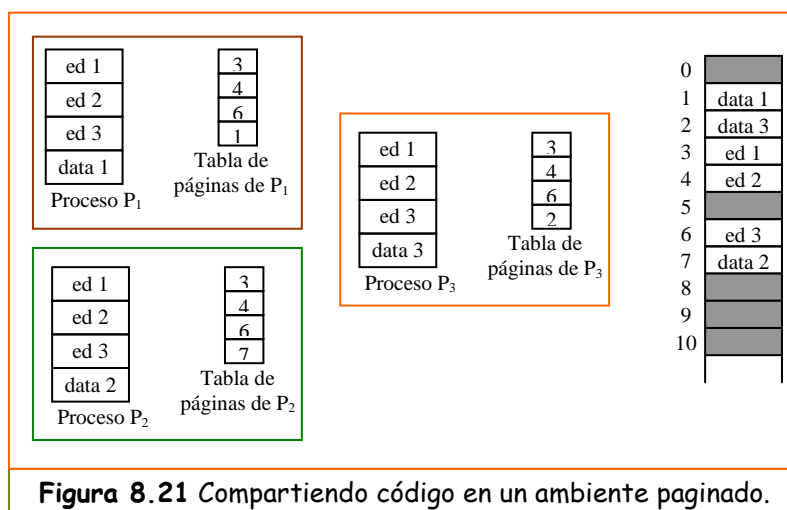 ed 1
ed 2
ed 3
data 1
Proceso P₁
3
4
6
1
Tabla de
páginas de P₁
ed 1
ed 2
ed 3
data 2
Proceso P₂
3
4
6
7
Tabla de
páginas de P₂
ed 1
ed 2
ed 3
data 3
Proceso P₃
3
4
6
2
Tabla de
páginas de P₃
0
1 data 1
2 data 3
3 ed 1
4 ed 2
5
6 ed 3
7 data 2
8
9
10
Figura 8.21 Compartiendo código en un ambiente paginado.